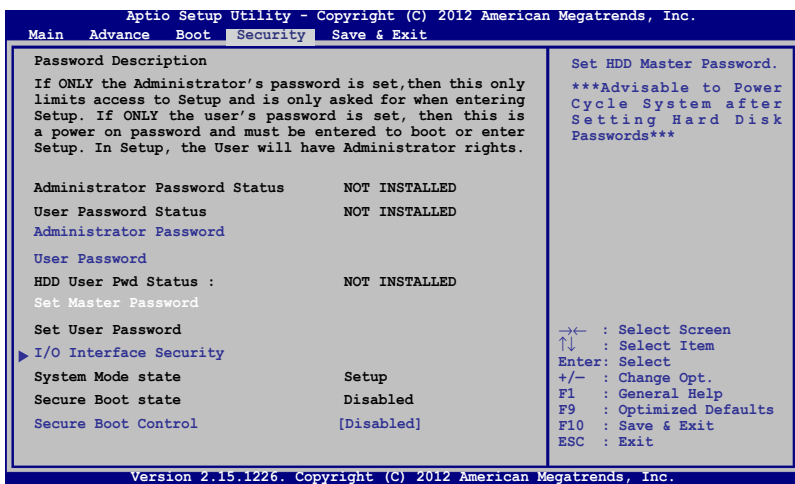 Aptio Setup Utility - Copyright (C) 2012 American Megatrends, Inc.
Main Advance Boot Security Save & Exit
Password Description
If ONLY the Administrator's password is set,then this only
limits access to Setup and is only asked for when entering
Setup. If ONLY the user's password is set, then this is
a power on password and must be entered to boot or enter
Setup. In Setup, the User will have Administrator rights.
Administrator Password Status NOT INSTALLED
User Password Status NOT INSTALLED
Administrator Password
User Password
HDD User Pwd Status : NOT INSTALLED
Set Master Password
Set User Password
I/O Interface Security
System Mode state Setup
Secure Boot state Disabled
Secure Boot Control [Disabled]
Set HDD Master Password.
***Advisable to Power
Cycle System after
Setting Hard Disk
Passwords***
→← : Select Screen
↑↓ : Select Item
Enter: Select
+/— : Change Opt.
F1 : General Help
F9 : Optimized Defaults
F10 : Save & Exit
ESC : Exit
Version 2.15.1226. Copyright (C) 2012 American Megatrends, Inc.